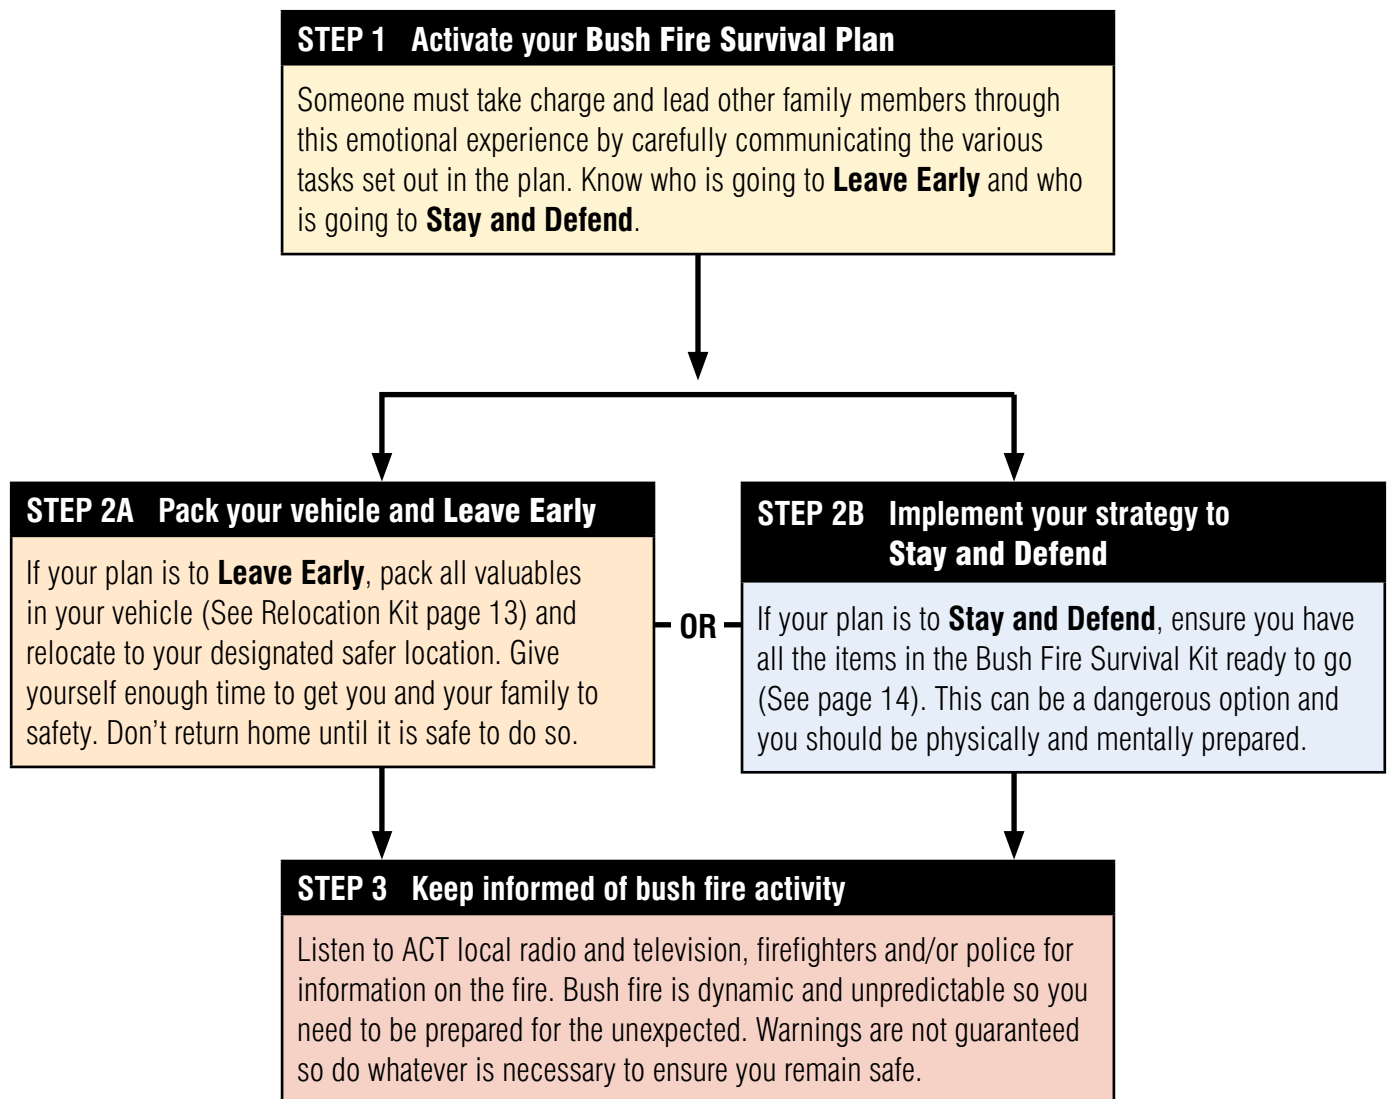 STEP 1 Activate your Bush Fire Survival Plan
Someone must take charge and lead other family members through
this emotional experience by carefully communicating the various
tasks set out in the plan. Know who is going to Leave Early and who
is going to Stay and Defend.
STEP 2A Pack your vehicle and Leave Early
If your plan is to Leave Early, pack all valuables
in your vehicle (See Relocation Kit page 13) and
relocate to your designated safer location. Give
yourself enough time to get you and your family to
safety. Don’t return home until it is safe to do so.
OR
STEP 2B Implement your strategy to
Stay and Defend
If your plan is to Stay and Defend, ensure you have
all the items in the Bush Fire Survival Kit ready to go
(See page 14). This can be a dangerous option and
you should be physically and mentally prepared.
STEP 3 Keep informed of bush fire activity
Listen to ACT local radio and television, firefighters and/or police for
information on the fire. Bush fire is dynamic and unpredictable so you
need to be prepared for the unexpected. Warnings are not guaranteed
so do whatever is necessary to ensure you remain safe.